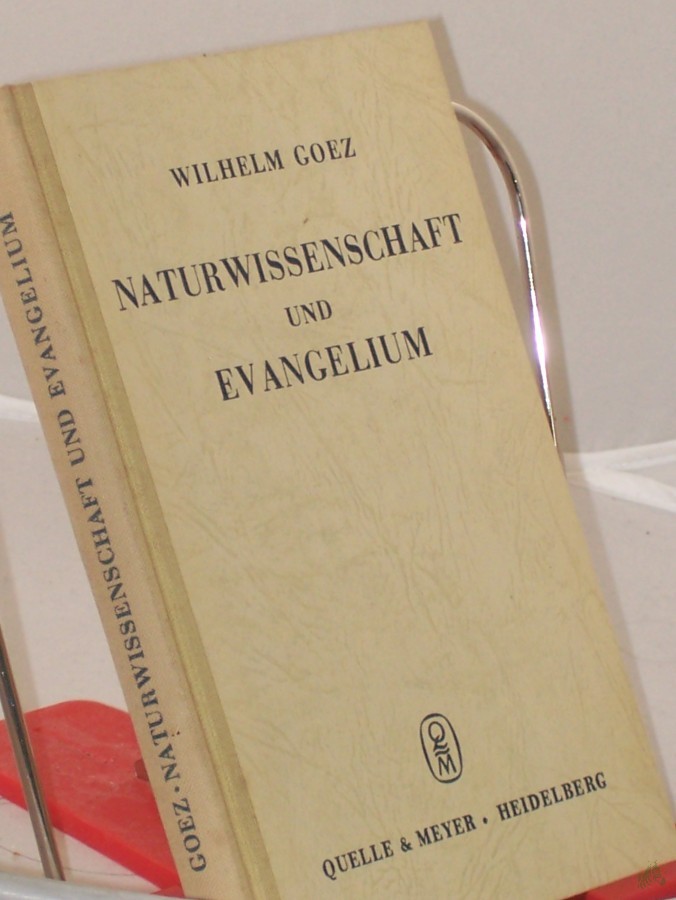 WILHELM GOEZ
NATURWISSENSCHAFT
UND
EVANGELIUM
Q
M
QUELLE & MEYER • HEIDELBERG
GOEZ • NATURWISSENSCHAFT UND EVANGELIUM